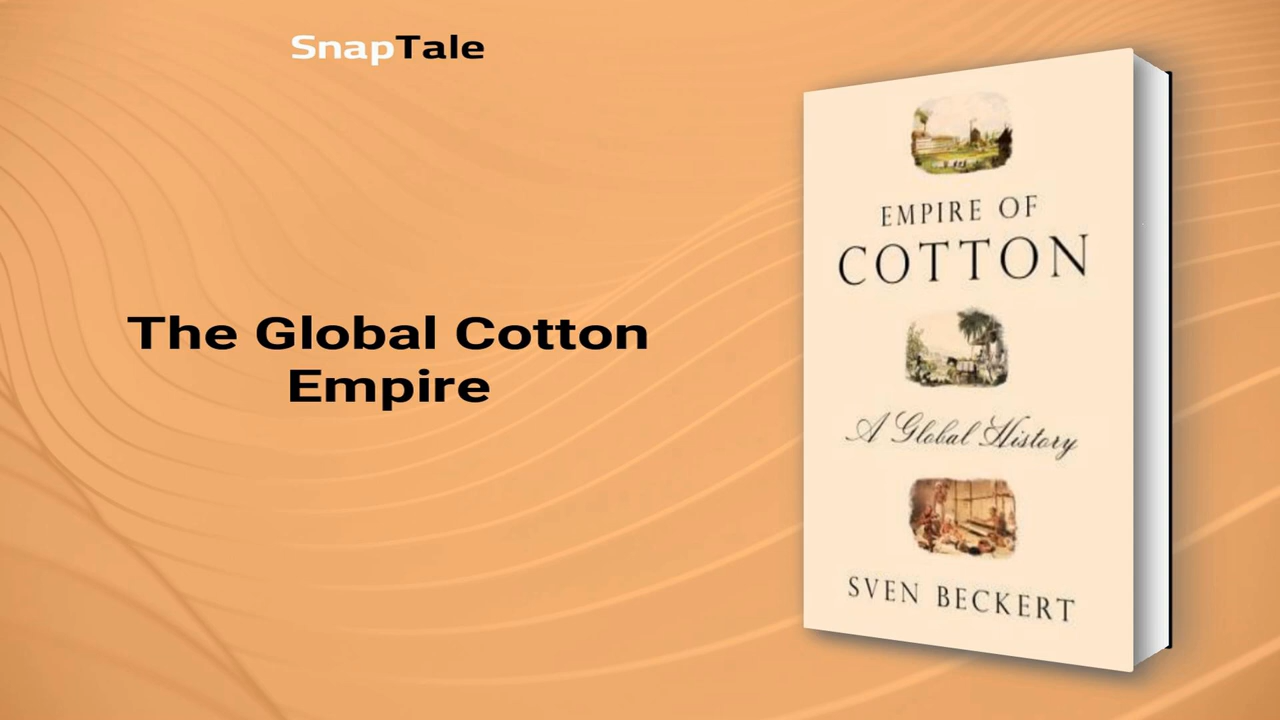 SnapTale
The Global Cotton
Empire
EMPIRE OF
COTTON
A Global History
SVEN BECKERT